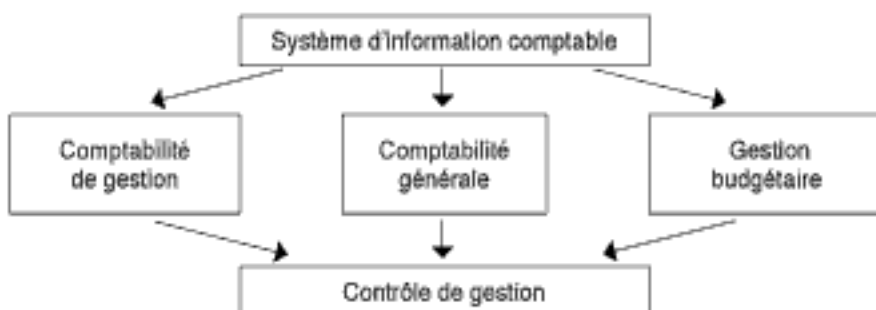 Système d'information comptable
Comptabilité
de gestion
Comptabilité
générale
Gestion
budgétaire
Contrôle de gestion